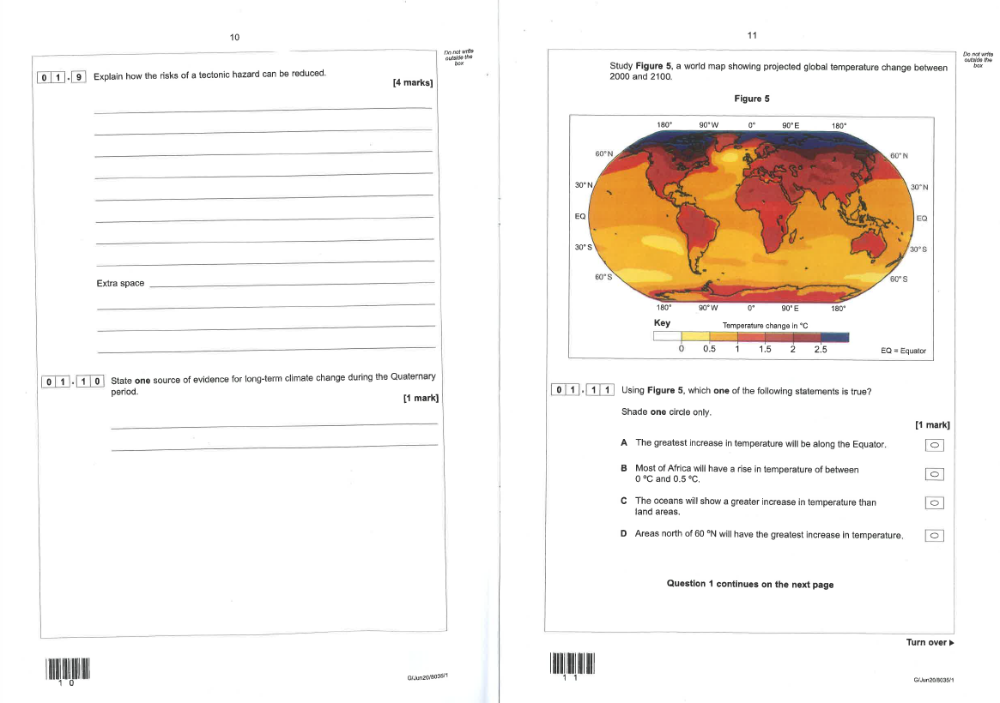 10
Do not write
outside the
box
0 1 . 9 Explain how the risks of a tectonic hazard can be reduced.
[4 marks]
Extra space
0 1 . 1 0 State one source of evidence for long-term climate change during the Quaternary
period.
[1 mark]
1 0
G/Jun20/8035/1
11
Do not write
outside the
box
Study Figure 5, a world map showing projected global temperature change between
2000 and 2100.
Figure 5
180° 90°W 0° 90°E 180°
60°N 60°N
30°N 30°N
EQ EQ
30°S 30°S
60°S 60°S
180° 90°W 0° 90°E 180°
Key Temperature change in °C
0 0.5 1 1.5 2 2.5
EQ = Equator
0 1 . 1 1 Using Figure 5, which one of the following statements is true?
Shade one circle only.
[1 mark]
A The greatest increase in temperature will be along the Equator.
B Most of Africa will have a rise in temperature of between
0 °C and 0.5 °C.
C The oceans will show a greater increase in temperature than
land areas.
D Areas north of 60 °N will have the greatest increase in temperature.
Question 1 continues on the next page
Turn over ►
1 1
G/Jun20/8035/1